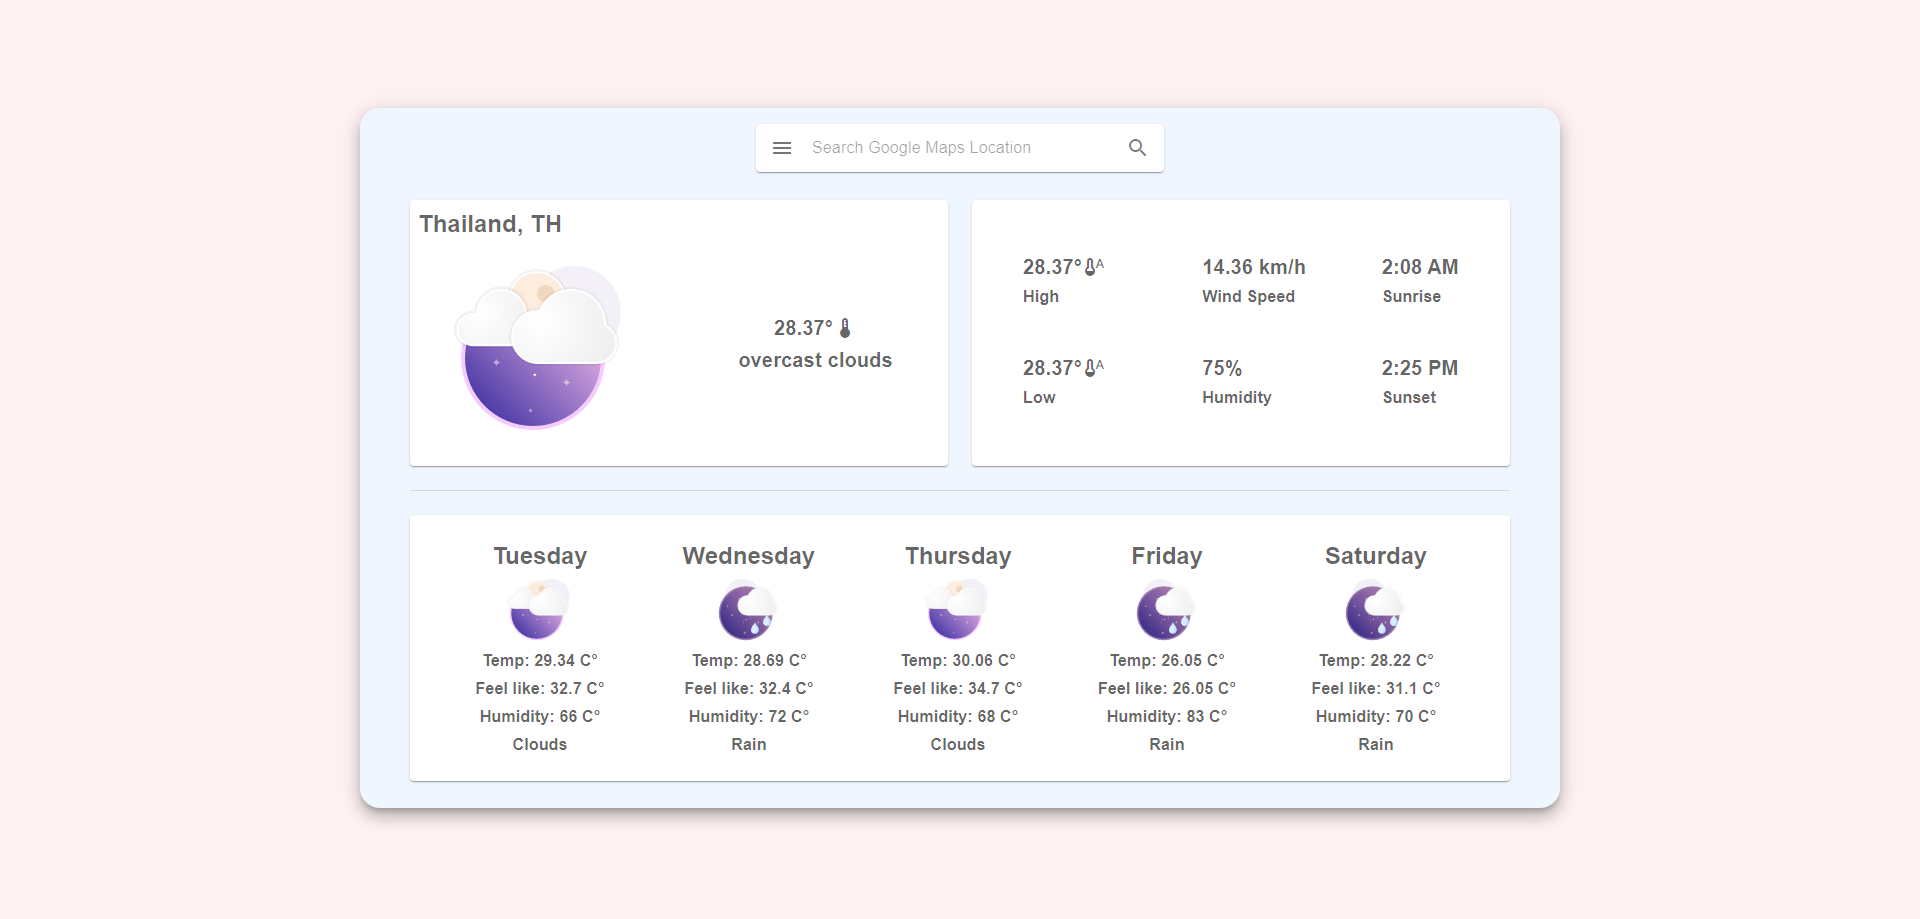 Search Google Maps Location
Thailand, TH
28.37°
overcast clouds
28.37° A
High
14.36 km/h
Wind Speed
2:08 AM
Sunrise
28.37° A
Low
75%
Humidity
2:25 PM
Sunset
Tuesday
Temp: 29.34 C°
Feel like: 32.7 C°
Humidity: 66 C°
Clouds
Wednesday
Temp: 28.69 C°
Feel like: 32.4 C°
Humidity: 72 C°
Rain
Thursday
Temp: 30.06 C°
Feel like: 34.7 C°
Humidity: 68 C°
Clouds
Friday
Temp: 26.05 C°
Feel like: 26.05 C°
Humidity: 83 C°
Rain
Saturday
Temp: 28.22 C°
Feel like: 31.1 C°
Humidity: 70 C°
Rain